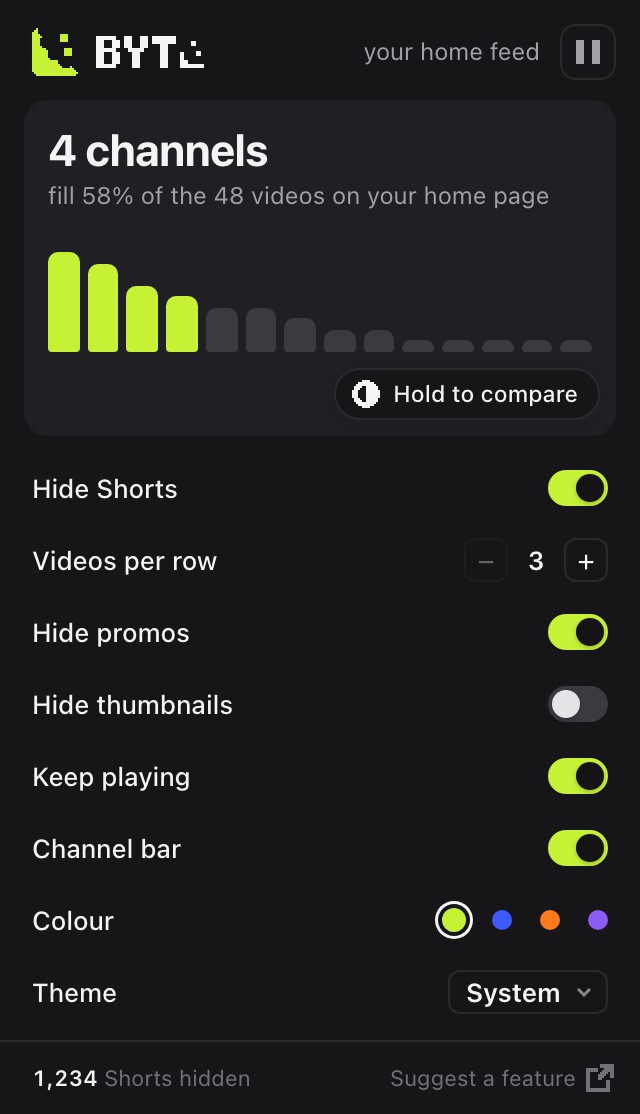 BYTE
your home feed
4 channels
fill 58% of the 48 videos on your home page
Hold to compare
Hide Shorts
Videos per row
− 3 +
Hide promos
Hide thumbnails
Keep playing
Channel bar
Colour
Theme
System
1,234 Shorts hidden
Suggest a feature